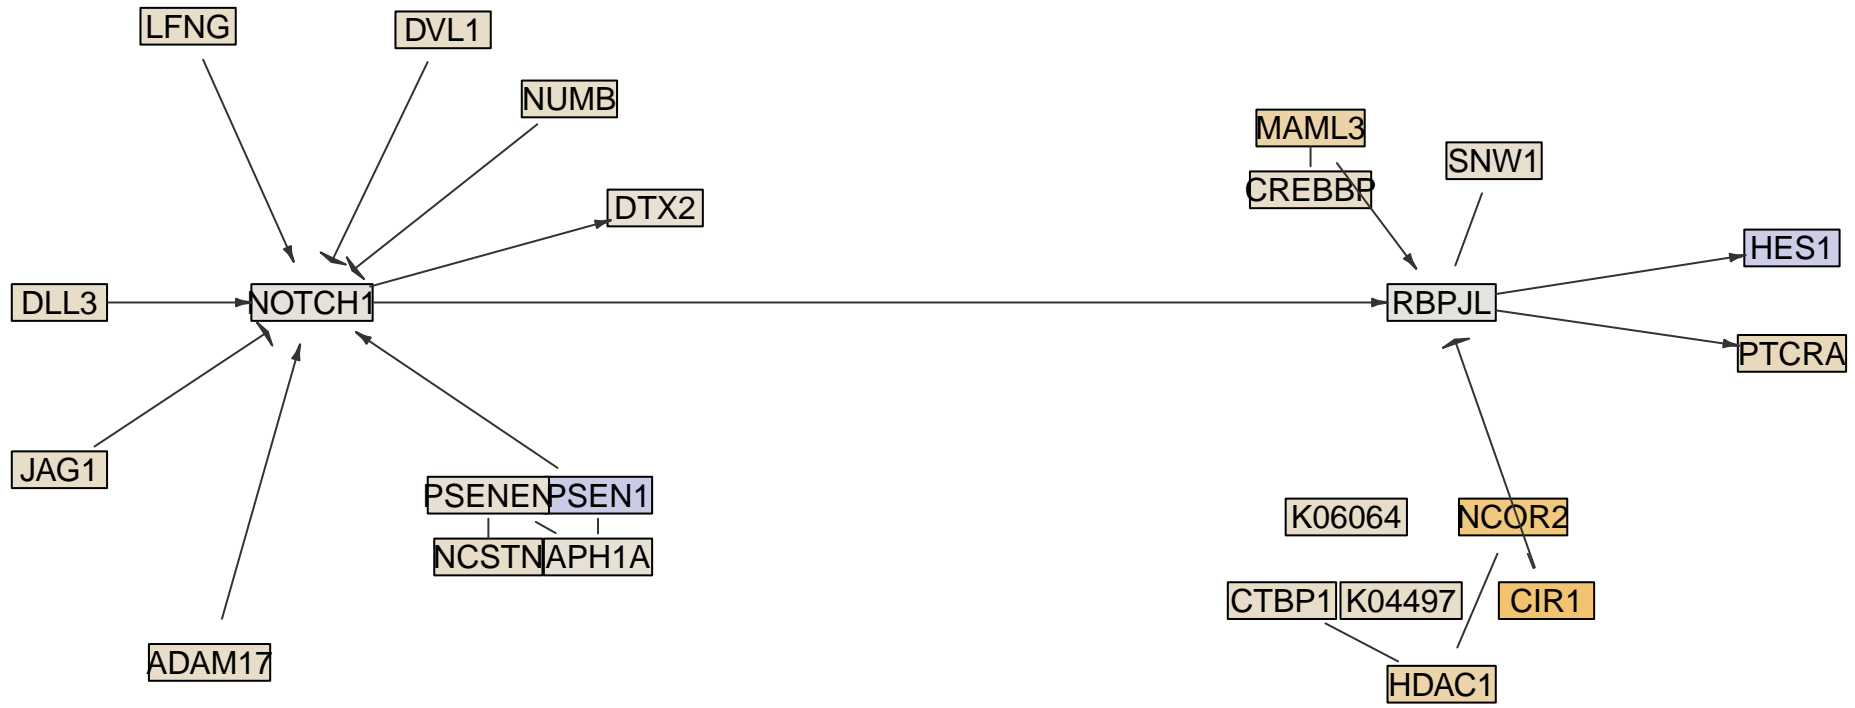 LFNG
DVL1
NUMB
MAML3
SNW1
CREBBP
DTX2
HES1
DLL3
NOTCH1
RBPJL
PTCRA
JAG1
PSENEN
PSEN1
K06064
NCOR2
NCSTN
APH1A
CTBP1
K04497
CIR1
ADAM17
HDAC1